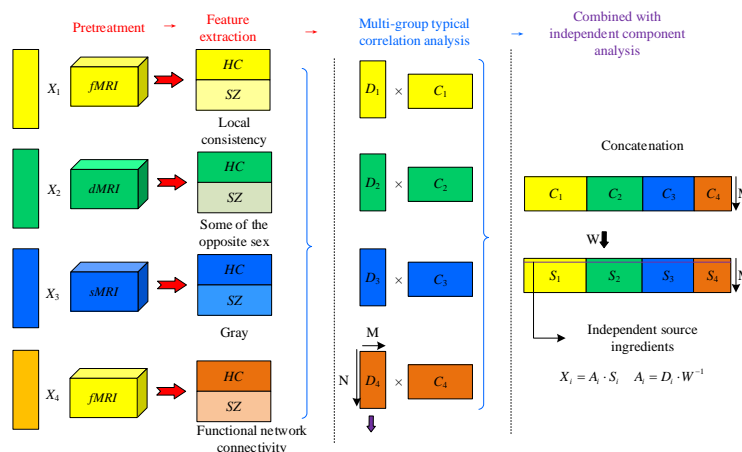 Pretreatment → Feature extraction → Multi-group typical correlation analysis → Combined with independent component analysis
X1 fMRI HC D1 × C1
SZ
Local consistency
X2 dMRI HC D2 × C2
SZ
Some of the opposite sex
X3 sMRI HC D3 × C3
SZ
Gray
M
X4 fMRI HC N D4 × C4
SZ
Functional network connectivity
Concatenation
C1 C2 C3 C4 M
W
S1 S2 S3 S4 M
Independent source
ingredients
Xi = Ai · Si Ai = Di · W⁻¹